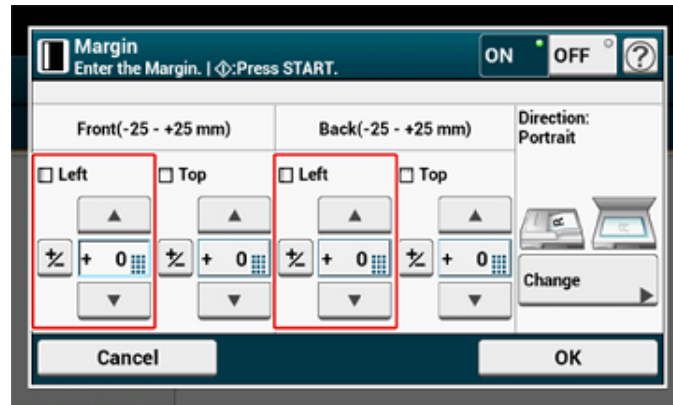 Margin
Enter the Margin. | :Press START.
ON
OFF
?
Front(-25 - +25 mm)
Back(-25 - +25 mm)
Direction:
Portrait
Left
Top
Left
Top
+/- + 0
+/- + 0
+/- + 0
+/- + 0
Change
Cancel
OK